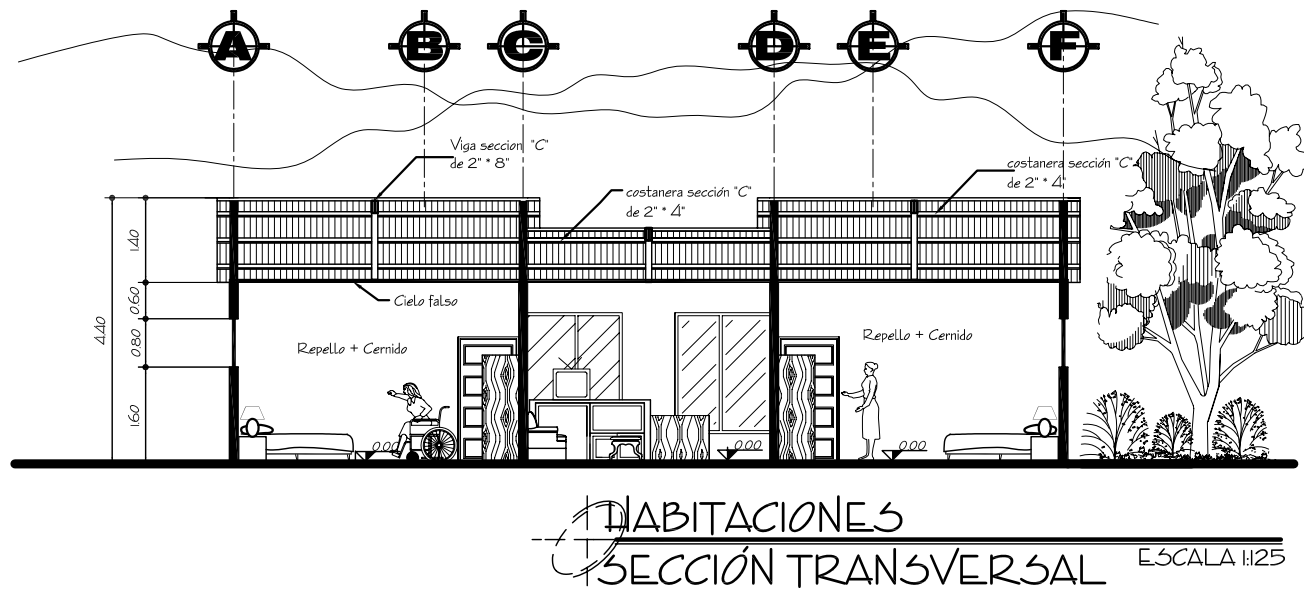 A B C D E F
Viga seccion "C"
de 2" * 8"
costanera sección "C"
de 2" * 4"
costanera sección "C"
de 2" * 4"
1.40
0.60
4.40
0.80
1.60
Cielo falso
Repello + Cernido
Repello + Cernido
0.00
0.00
0.00
HABITACIONES
SECCIÓN TRANSVERSAL
ESCALA 1:125